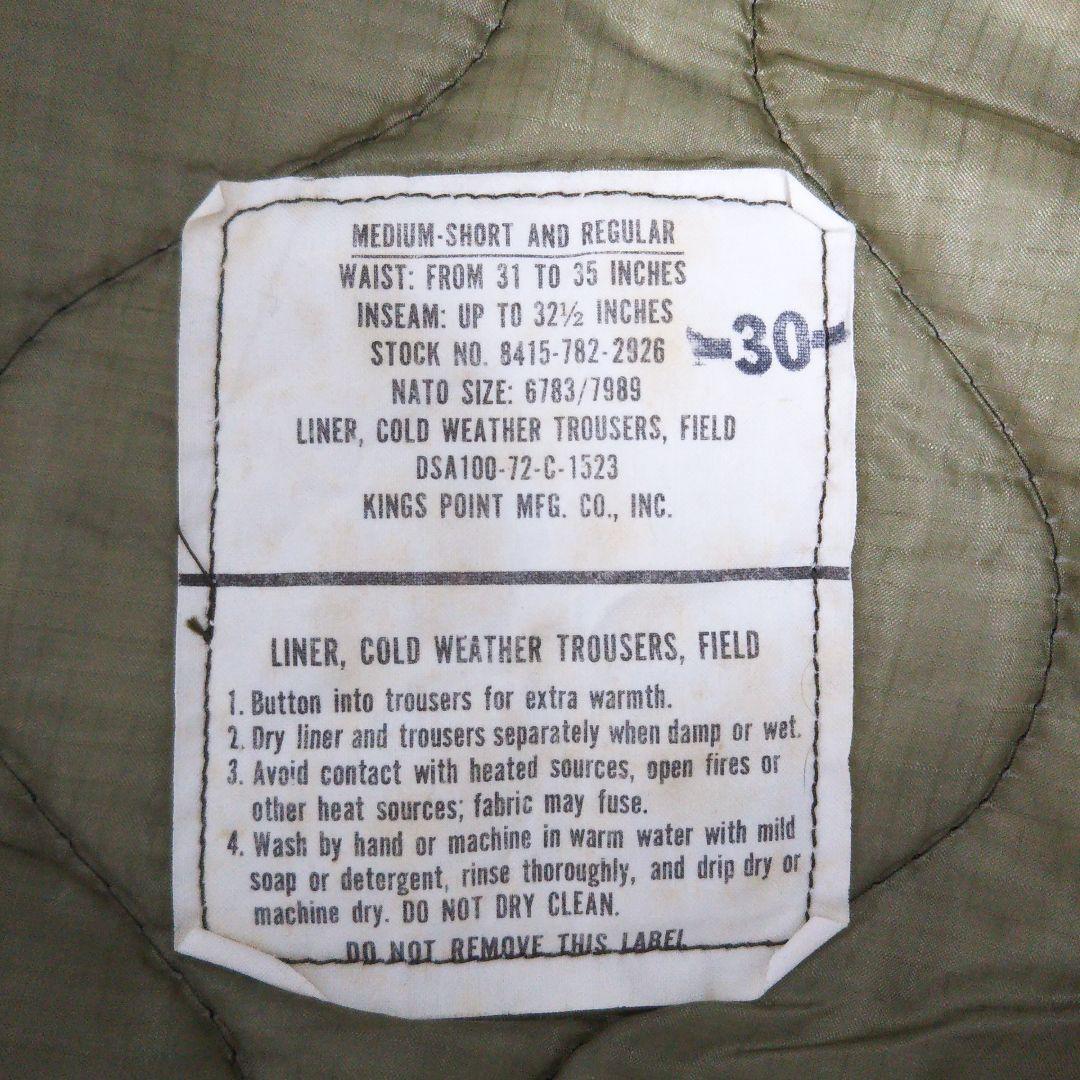 MEDIUM-SHORT AND REGULAR
WAIST: FROM 31 TO 35 INCHES
INSEAM: UP TO 32½ INCHES
STOCK NO. 8415-782-2926
-30-
NATO SIZE: 6783/7989
LINER, COLD WEATHER TROUSERS, FIELD
DSA100-72-C-1523
KINGS POINT MFG. CO., INC.
LINER, COLD WEATHER TROUSERS, FIELD
1. Button into trousers for extra warmth.
2. Dry liner and trousers separately when damp or wet.
3. Avoid contact with heated sources, open fires or
other heat sources; fabric may fuse.
4. Wash by hand or machine in warm water with mild
soap or detergent, rinse thoroughly, and drip dry or
machine dry. DO NOT DRY CLEAN.
DO NOT REMOVE THIS LABEL